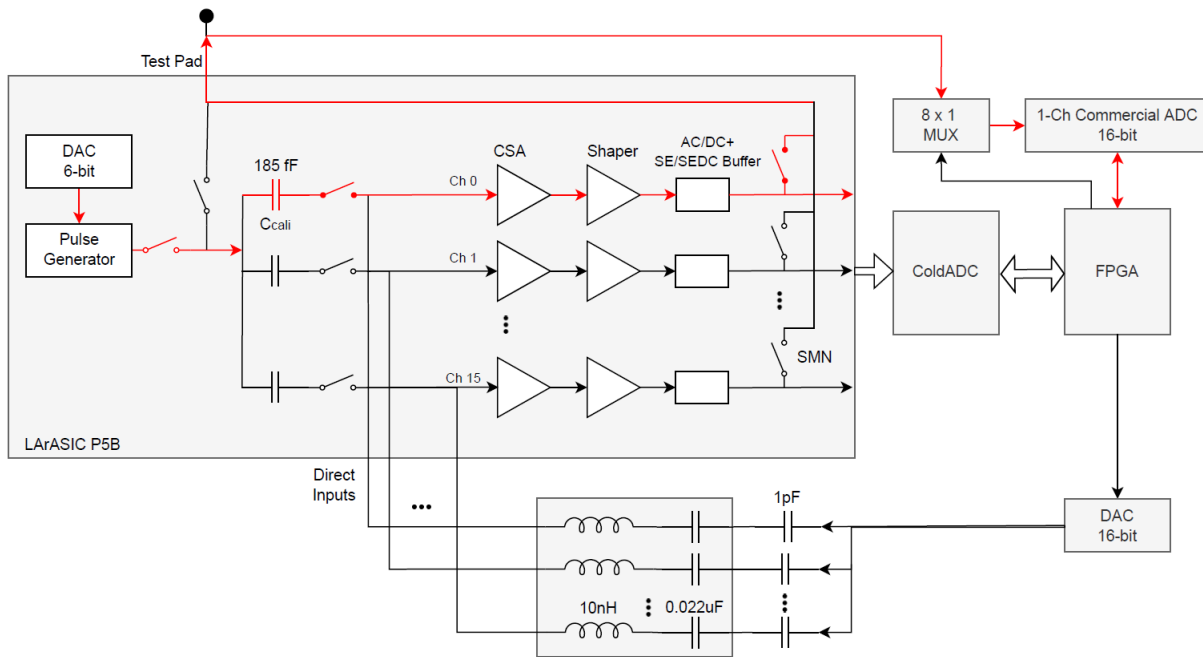 Test Pad
DAC
6-bit
Pulse
Generator
185 fF
Ccali
CSA
Shaper
AC/DC+
SE/SEDC Buffer
Ch 0
Ch 1
Ch 15
SMN
LArASIC P5B
8 x 1
MUX
1-Ch Commercial ADC
16-bit
ColdADC
FPGA
Direct
Inputs
1pF
10nH
0.022uF
DAC
16-bit